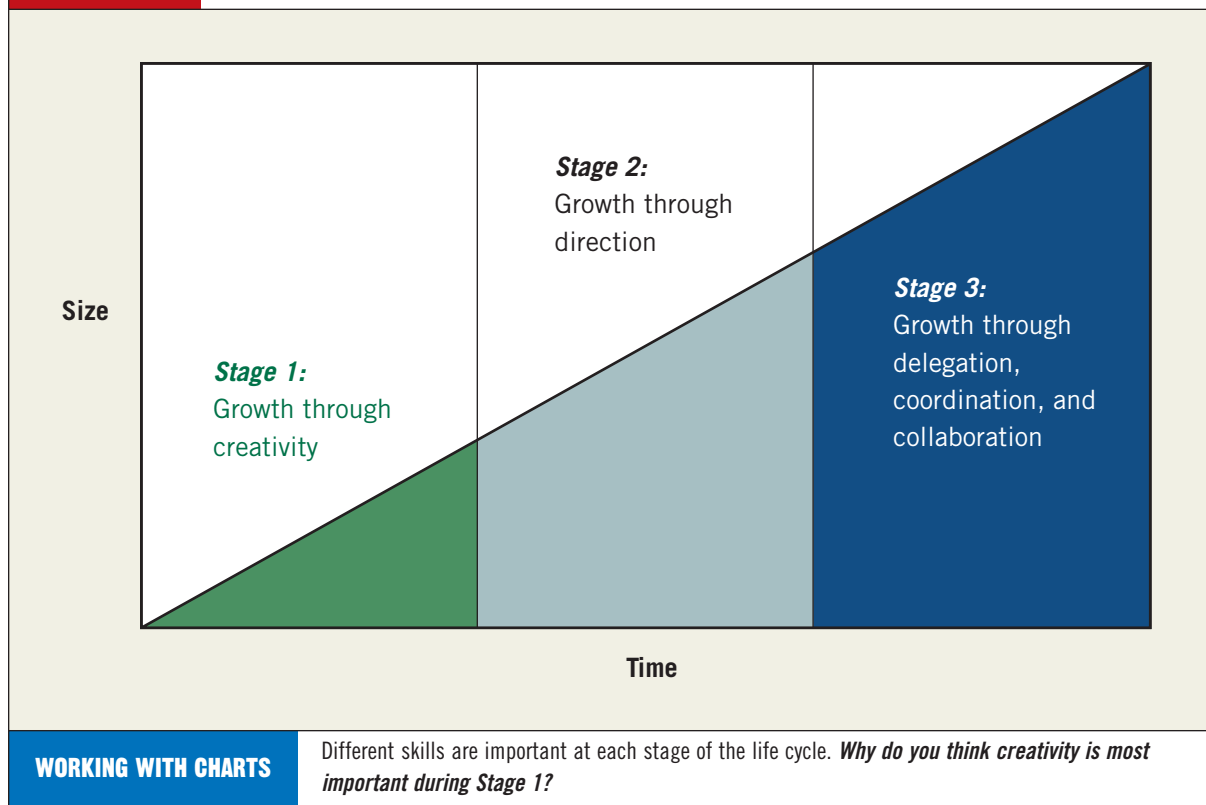 Size
Stage 1:
Growth through
creativity
Stage 2:
Growth through
direction
Stage 3:
Growth through
delegation,
coordination, and
collaboration
Time
WORKING WITH CHARTS
Different skills are important at each stage of the life cycle. Why do you think creativity is most
important during Stage 1?